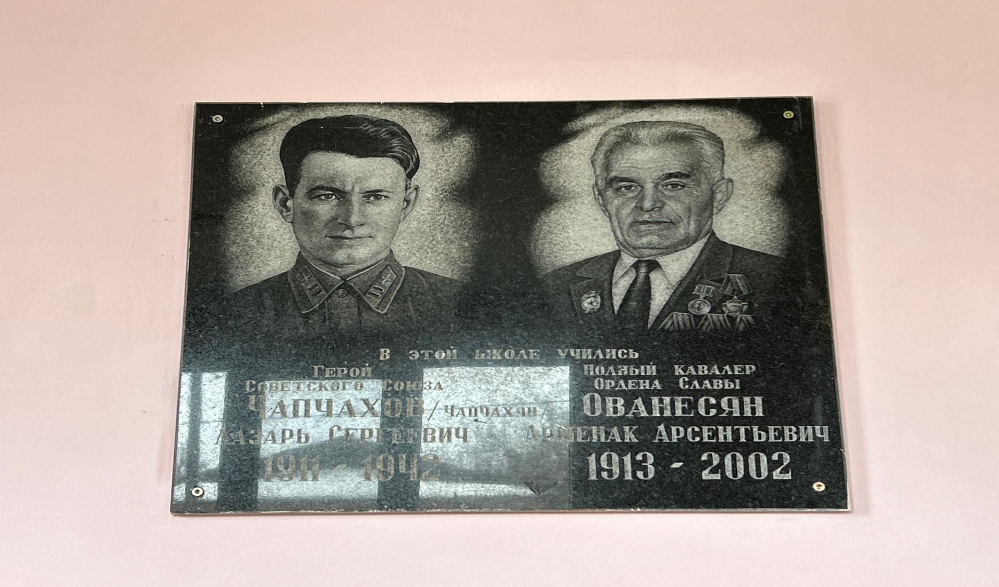 В этой школе учились
Герой
Советского Союза
Чапчахов /Чапчахян/
Лазарь Сергеевич
1911 - 1942
Полный кавалер
Ордена Славы
Ованесян
Арменак Арсентьевич
1913 - 2002